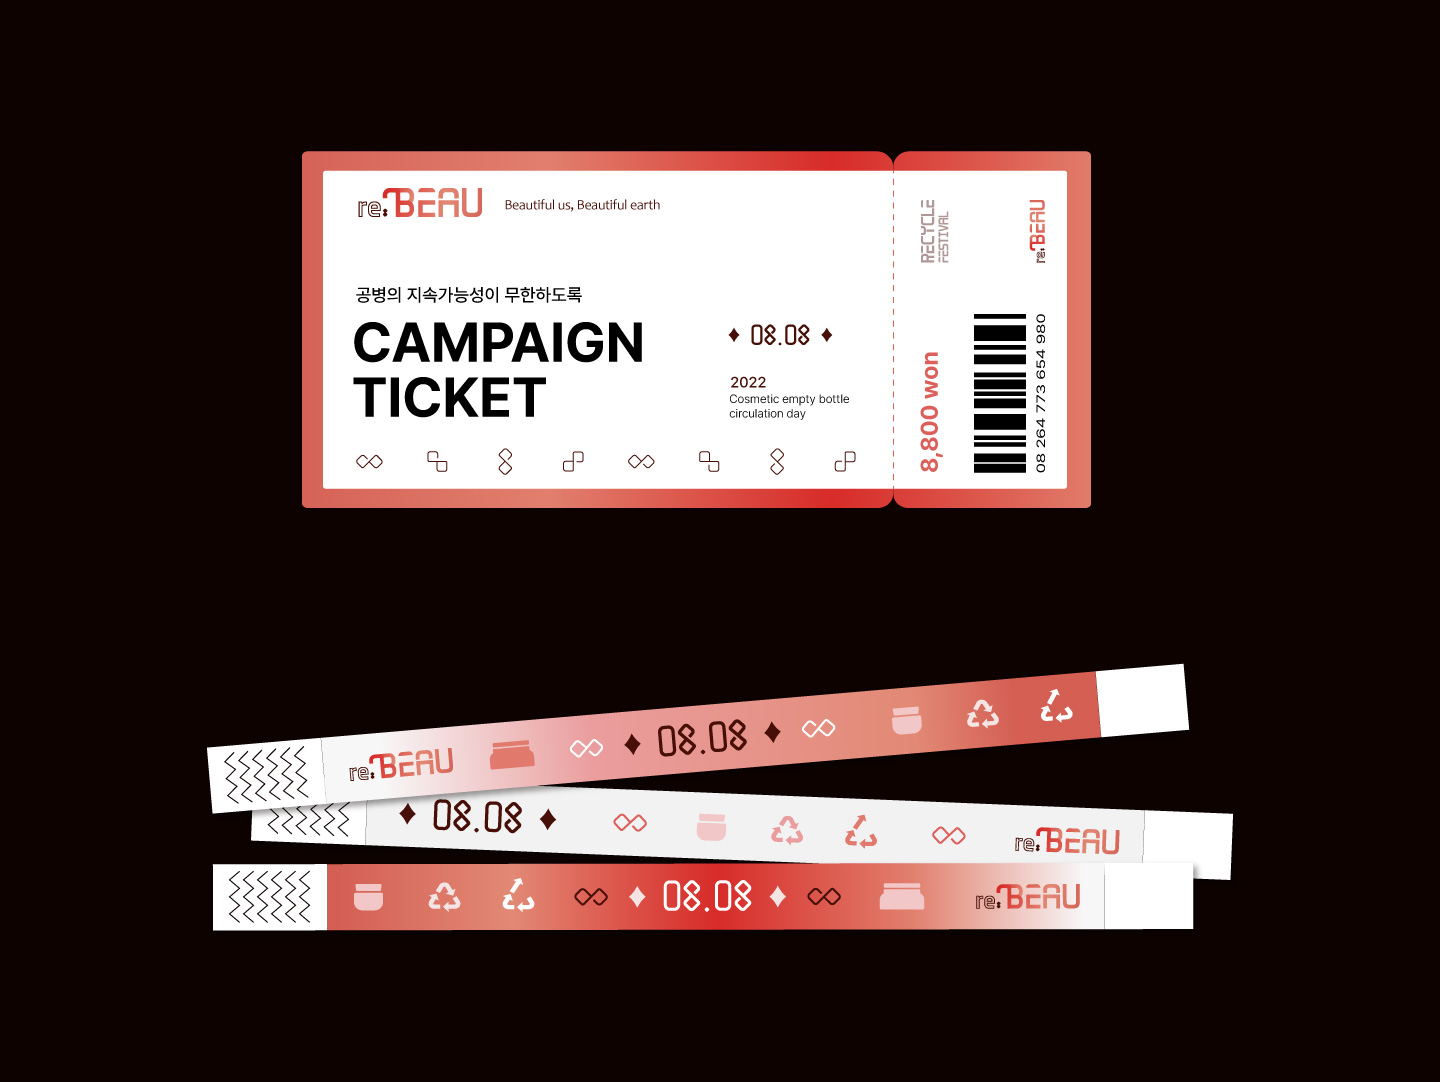 re:BEAU
Beautiful us, Beautiful earth
공병의 지속가능성이 무한하도록
CAMPAIGN
TICKET
08.08
2022
Cosmetic empty bottle
circulation day
RECYCLE
FESTIVAL
re:BEAU
8,800 won
08 264 773 654 980
re:BEAU
08.08
08.08
re:BEAU
08.08
re:BEAU